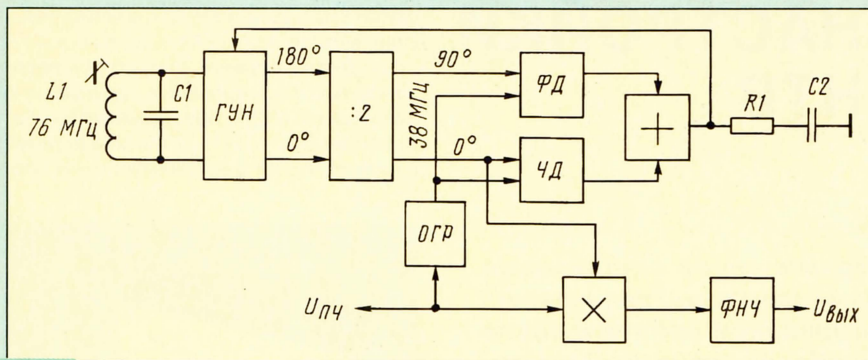 L1
76 МГц
C1
ГУН
180°
0°
:2
90°
0°
38 МГц
ФД
ЧД
+
R1
C2
ОГР
Uпч
×
ФНЧ
Uвых